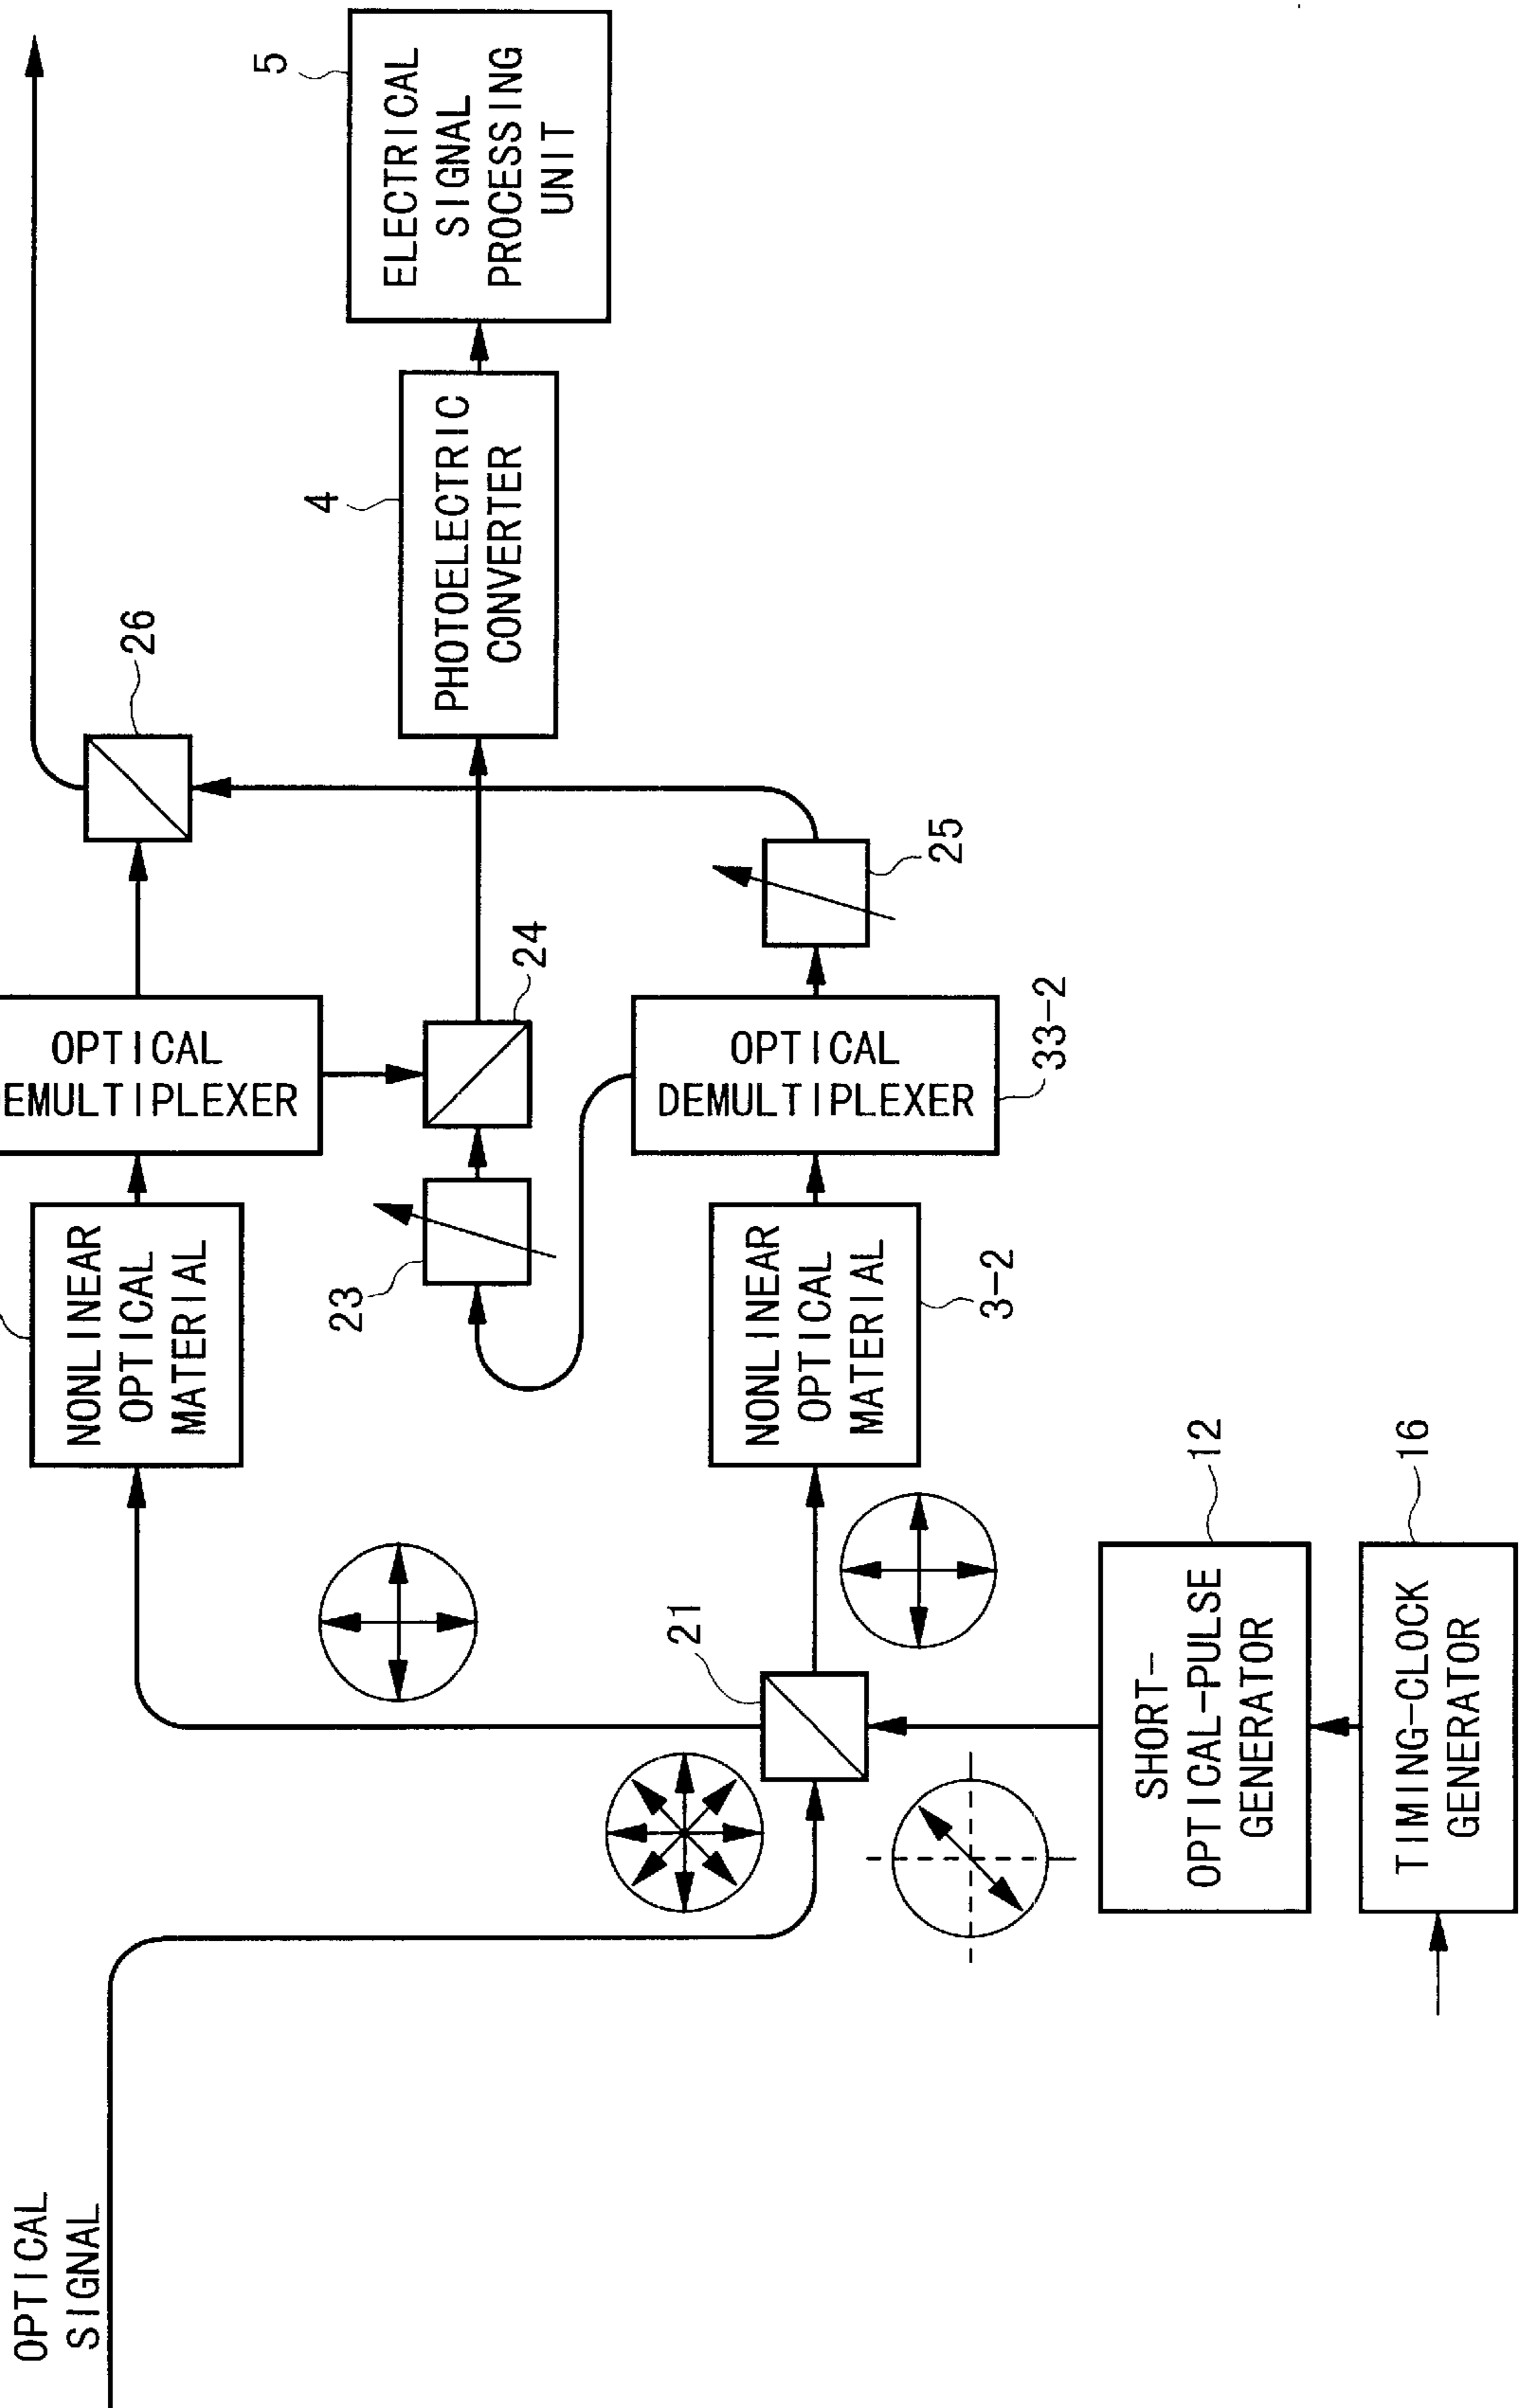 OPTICAL
SIGNAL
NONLINEAR
OPTICAL
MATERIAL
OPTICAL
EMULTIPLEXER
26
5
ELECTRICAL
SIGNAL
PROCESSING
UNIT
4
PHOTOELECTRIC
CONVERTER
23
24
21
NONLINEAR
OPTICAL
MATERIAL
3-2
OPTICAL
DEMULTIPLEXER
33-2
25
SHORT-
OPTICAL-PULSE
GENERATOR
12
TIMING-CLOCK
GENERATOR
16